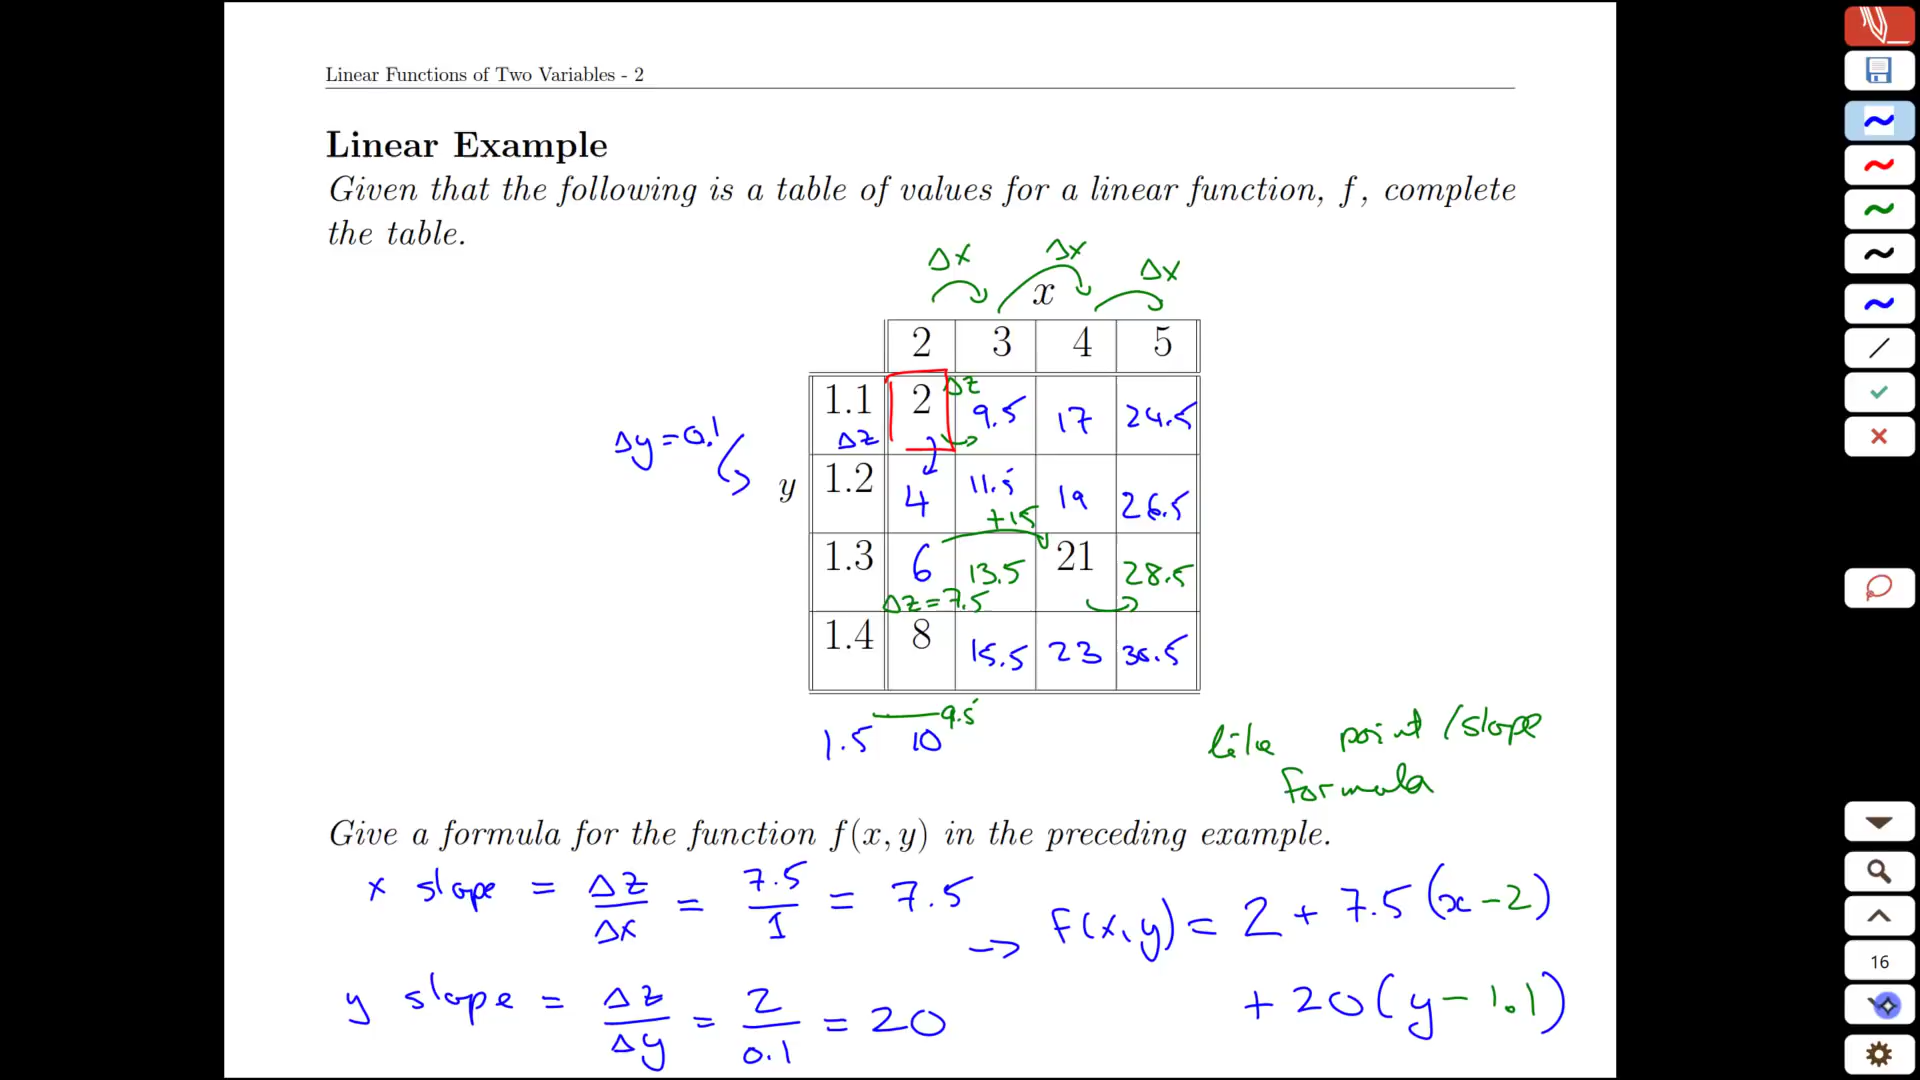 Linear Functions of Two Variables - 2
Linear Example
Given that the following is a table of values for a linear function, f, complete
the table.
Δx Δx Δx
x
2 3 4 5
1.1 2 Δz 9.5 17 24.5
Δz
Δy = 0.1
y
1.2 4 11.5 19 26.5
+15
1.3 6 13.5 21 28.5
Δz = 7.5
1.4 8 15.5 23 30.5
9.5
1.5 10
like point/slope
formula
Give a formula for the function f(x, y) in the preceding example.
x slope = Δz/Δx = 7.5/1 = 7.5
→ f(x,y) = 2 + 7.5 (x - 2)
y slope = Δz/Δy = 2/0.1 = 20
+ 20 (y - 1.1)
16